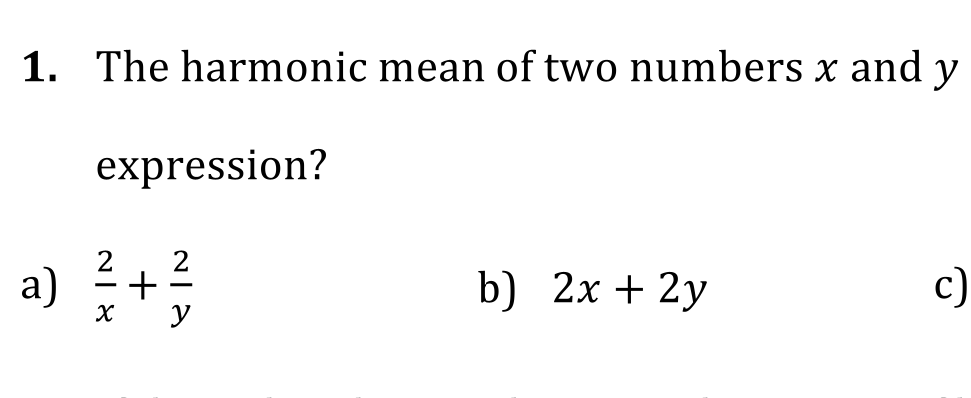 1. The harmonic mean of two numbers x and y
expression?
a) 2/x + 2/y b) 2x + 2y c)